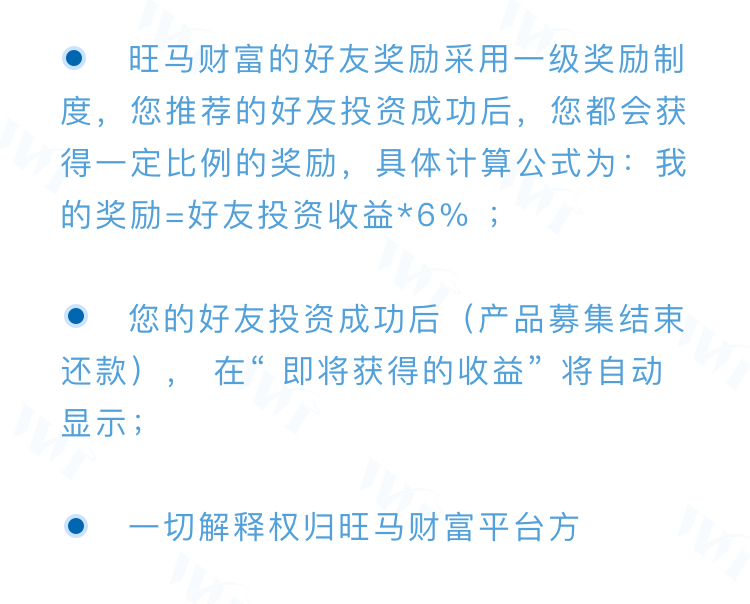 旺马财富的好友奖励采用一级奖励制
度，您推荐的好友投资成功后，您都会获
得一定比例的奖励，具体计算公式为：我
的奖励=好友投资收益*6% ；
您的好友投资成功后（产品募集结束
还款）， 在“ 即将获得的收益”将自动
显示；
一切解释权归旺马财富平台方